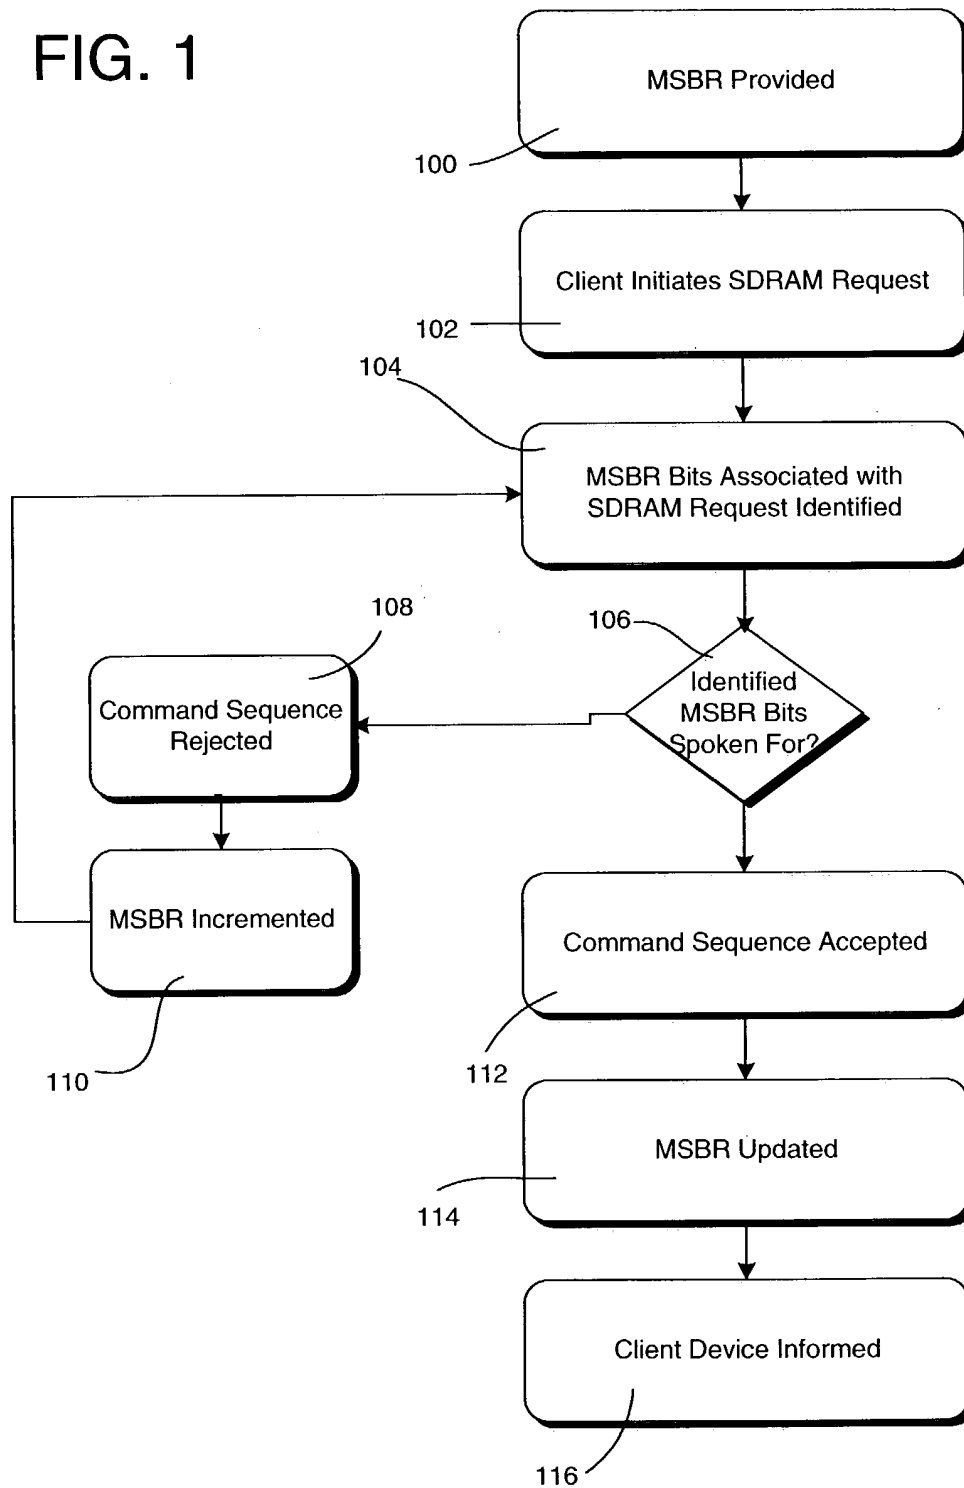 FIG. 1
MSBR Provided
100
Client Initiates SDRAM Request
102
104
MSBR Bits Associated with
SDRAM Request Identified
106
Identified
MSBR Bits
Spoken For?
108
Command Sequence
Rejected
MSBR Incremented
110
Command Sequence Accepted
112
MSBR Updated
114
Client Device Informed
116